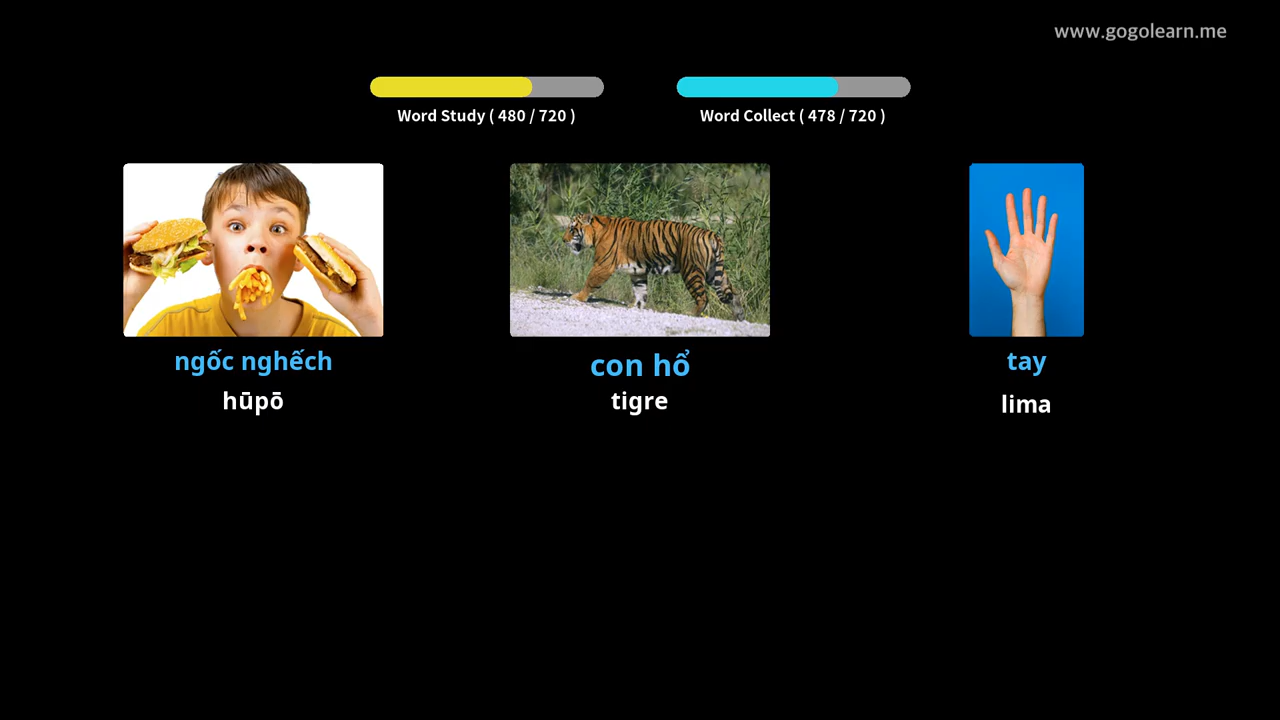 www.gogolearn.me
Word Study ( 480 / 720 )
Word Collect ( 478 / 720 )
ngốc nghếch
con hổ
tay
hūpō
tigre
lima